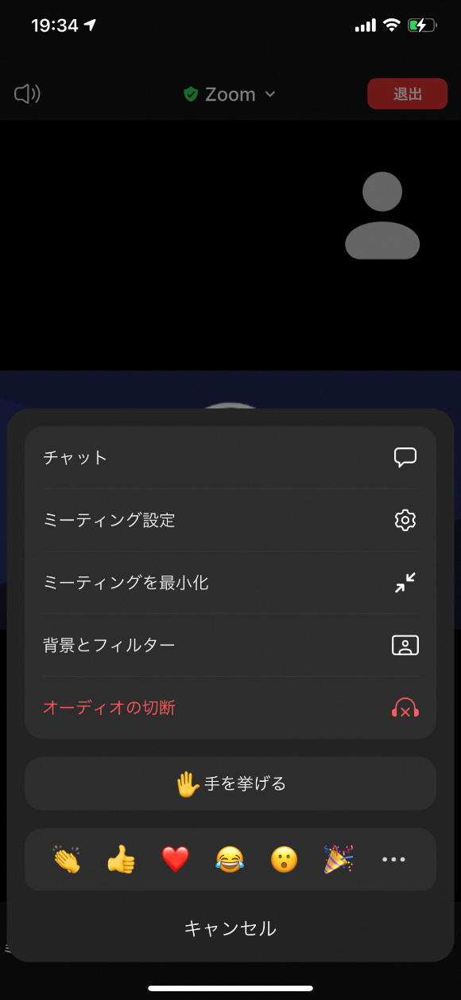 19:34
Zoom
退出
チャット
ミーティング設定
ミーティングを最小化
背景とフィルター
オーディオの切断
手を挙げる
キャンセル